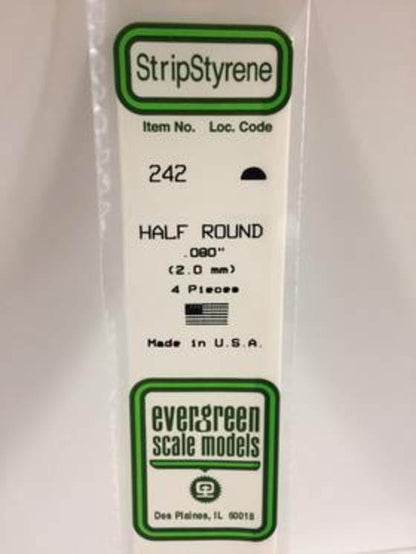 StripStyrene
Item No. Loc. Code
242
HALF ROUND
.080"
(2.0 mm)
4 Pieces
Made in U.S.A.
evergreen
scale models
Des Plaines, IL 60018